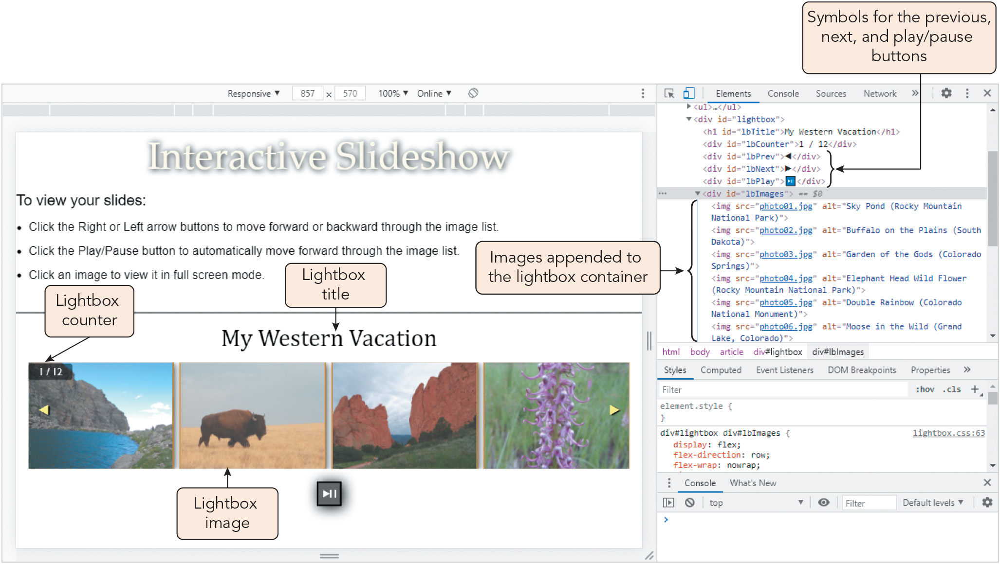 Symbols for the previous,
next, and play/pause
buttons
Responsive ▼ 857 x 570 100% ▼ Online ▼
Interactive Slideshow
To view your slides:
• Click the Right or Left arrow buttons to move forward or backward through the image list.
• Click the Play/Pause button to automatically move forward through the image list.
• Click an image to view it in full screen mode.
Lightbox
counter
Lightbox
title
Images appended to
the lightbox container
My Western Vacation
1 / 12
Lightbox
image
Elements Console Sources Network »
▶<ul>…</ul>
▼<div id="lightbox">
<h1 id="lbTitle">My Western Vacation</h1>
<div id="lbCounter">1 / 12</div>
<div id="lbPrev">◀</div>
<div id="lbNext">▶</div>
<div id="lbPlay">⏯</div>
… ▼<div id="lbImages"> == $0
<img src="photo01.jpg" alt="Sky Pond (Rocky Mountain
National Park)">
<img src="photo02.jpg" alt="Buffalo on the Plains (South
Dakota)">
<img src="photo03.jpg" alt="Garden of the Gods (Colorado
Springs)">
<img src="photo04.jpg" alt="Elephant Head Wild Flower
(Rocky Mountain National Park)">
<img src="photo05.jpg" alt="Double Rainbow (Colorado
National Monument)">
<img src="photo06.jpg" alt="Moose in the Wild (Grand
Lake, Colorado)">
html body article div#lightbox div#lbImages
Styles Computed Event Listeners DOM Breakpoints Properties »
Filter :hov .cls +
element.style {
}
div#lightbox div#lbImages { lightbox.css:63
display: flex;
flex-direction: row;
flex-wrap: nowrap;
Console What's New
top ▼ Filter Default levels ▼
>